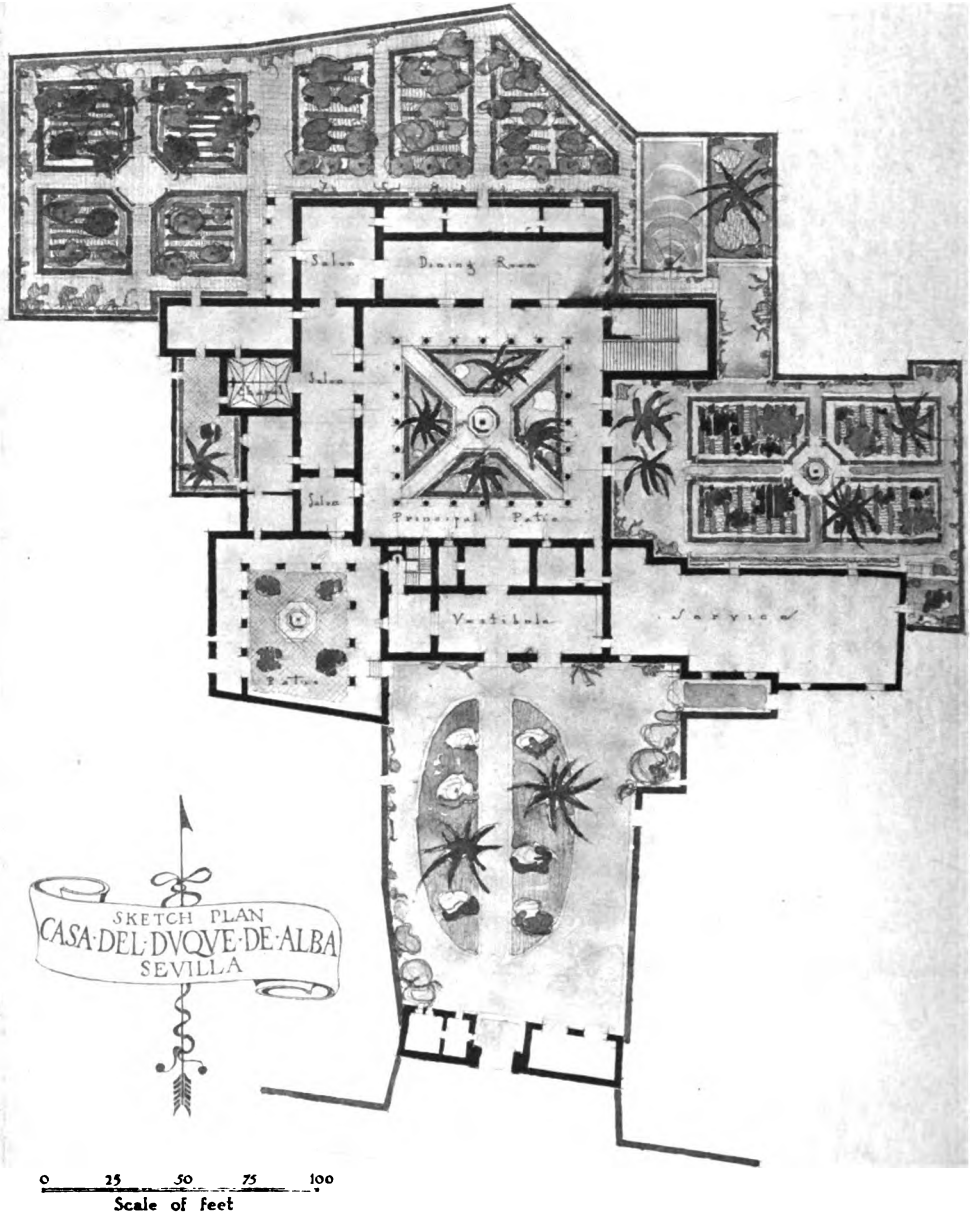 Salon
Dining Room
Salon
Principal Patio
Salon
Vestibule
Service
Patio
SKETCH PLAN
CASA·DEL·DVQVE·DE·ALBA
SEVILLA
0 25 50 75 100
Scale of feet